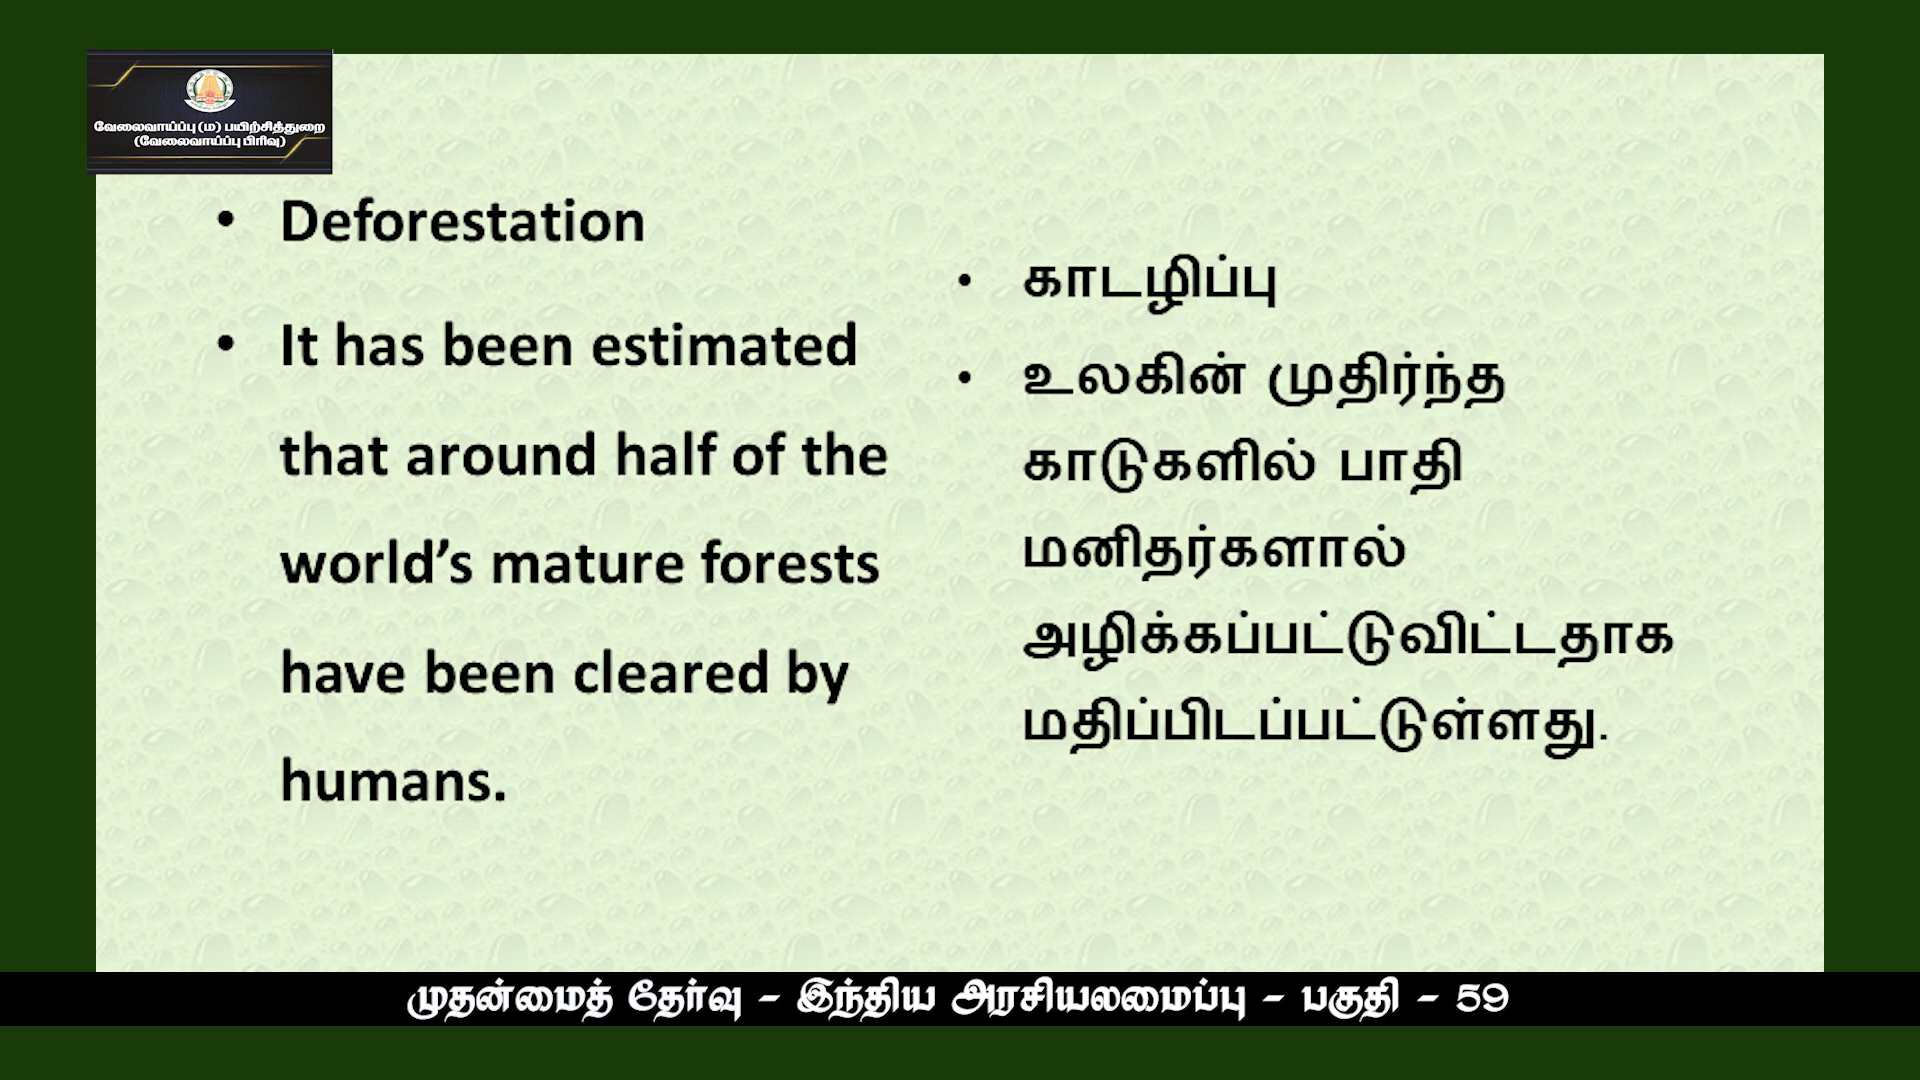 வேலைவாய்ப்பு (ம) பயிற்சித்துறை
(வேலைவாய்ப்பு பிரிவு)
• Deforestation
• It has been estimated
that around half of the
world’s mature forests
have been cleared by
humans.
• காடழிப்பு
• உலகின் முதிர்ந்த
காடுகளில் பாதி
மனிதர்களால்
அழிக்கப்பட்டுவிட்டதாக
மதிப்பிடப்பட்டுள்ளது.
முதன்மைத் தேர்வு - இந்திய அரசியலமைப்பு - பகுதி - 59